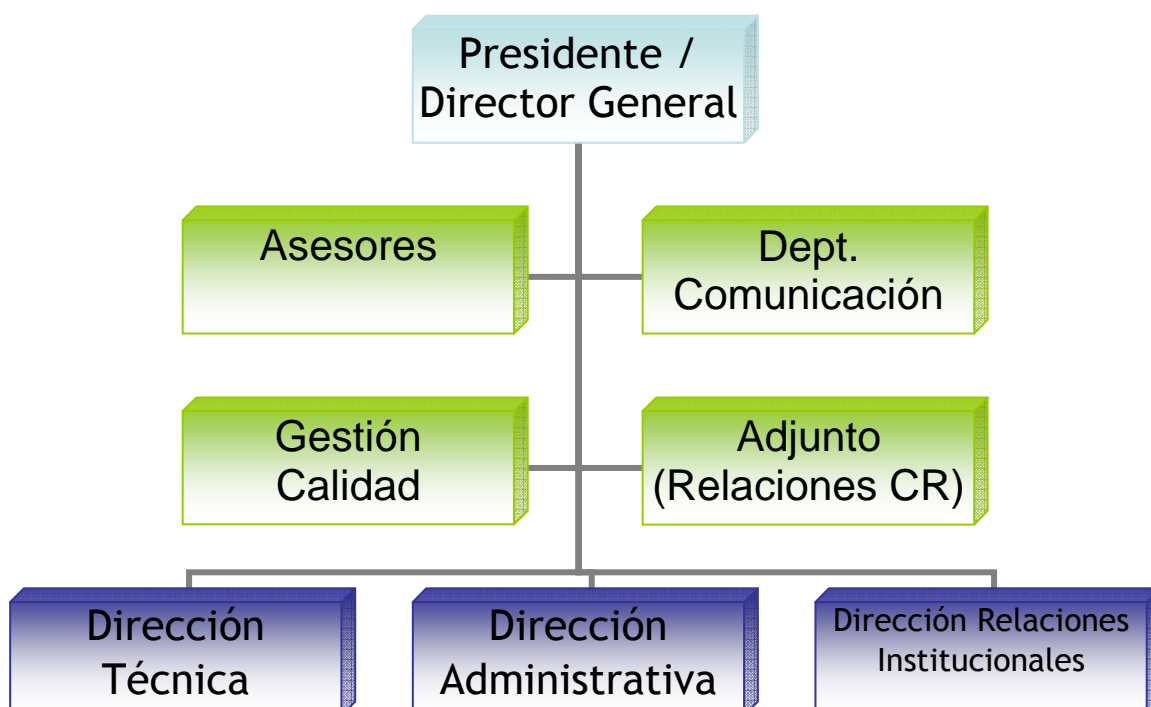 Presidente /
Director General
Asesores
Dept.
Comunicación
Gestión
Calidad
Adjunto
(Relaciones CR)
Dirección
Técnica
Dirección
Administrativa
Dirección Relaciones
Institucionales